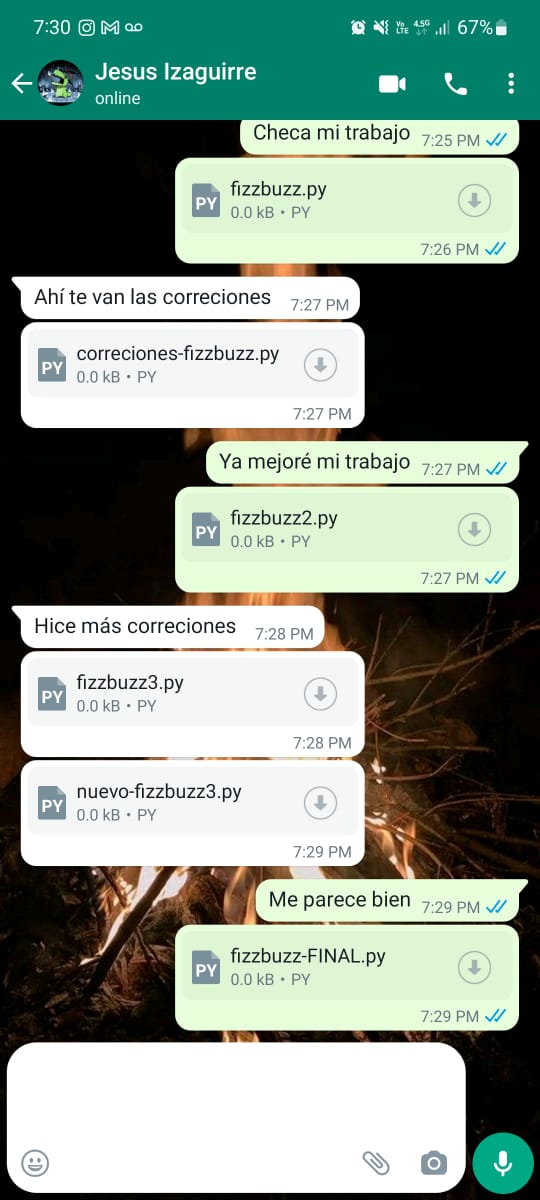 7:30 Vo LTE 4.5G 67%
Jesus Izaguirre
online
Checa mi trabajo 7:25 PM
PY fizzbuzz.py
0.0 kB • PY
7:26 PM
Ahí te van las correciones 7:27 PM
PY correciones-fizzbuzz.py
0.0 kB • PY
7:27 PM
Ya mejoré mi trabajo 7:27 PM
PY fizzbuzz2.py
0.0 kB • PY
7:27 PM
Hice más correciones 7:28 PM
PY fizzbuzz3.py
0.0 kB • PY
7:28 PM
PY nuevo-fizzbuzz3.py
0.0 kB • PY
7:29 PM
Me parece bien 7:29 PM
PY fizzbuzz-FINAL.py
0.0 kB • PY
7:29 PM